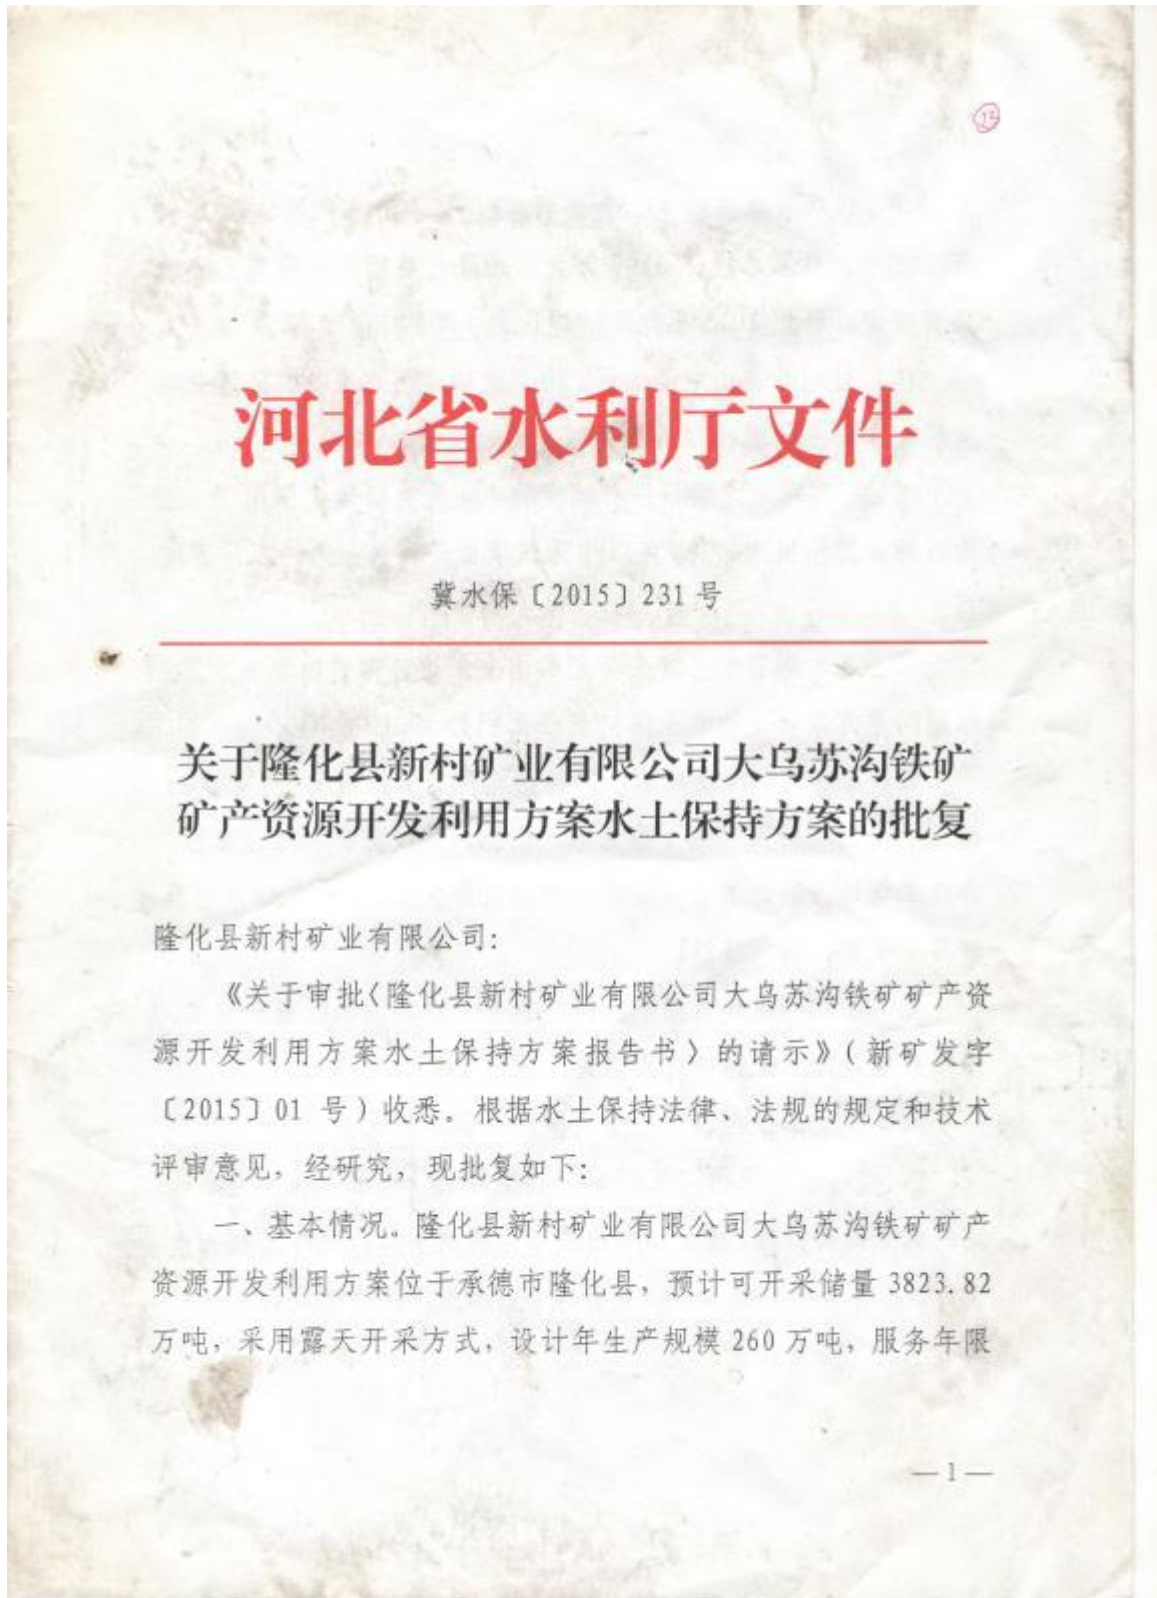 河北省水利厅文件
冀水保〔2015〕231号
关于隆化县新村矿业有限公司大乌苏沟铁矿
矿产资源开发利用方案水土保持方案的批复
隆化县新村矿业有限公司:
《关于审批〈隆化县新村矿业有限公司大乌苏沟铁矿矿产资
源开发利用方案水土保持方案报告书〉的请示》(新矿发字
〔2015〕01 号)收悉。根据水土保持法律、法规的规定和技术
评审意见，经研究，现批复如下:
一、基本情况。隆化县新村矿业有限公司大乌苏沟铁矿矿产
资源开发利用方案位于承德市隆化县，预计可开采储量 3823.82
万吨，采用露天开采方式，设计年生产规模 260 万吨，服务年限
—1—